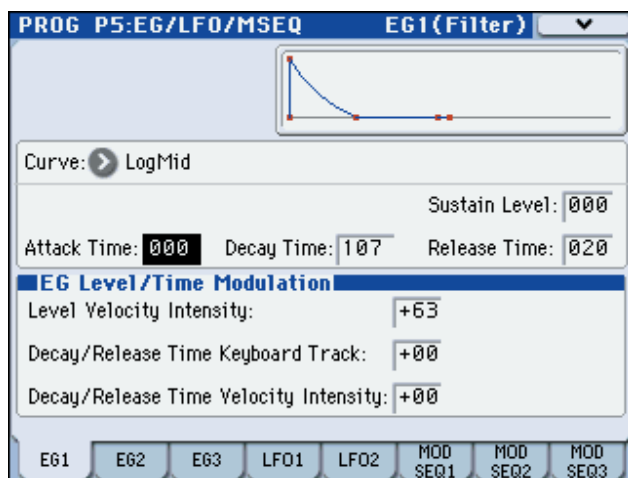 PROG P5:EG/LFO/MSEQ EG1(Filter)
Curve: LogMid
Sustain Level: 000
Attack Time: 000 Decay Time: 107 Release Time: 020
EG Level/Time Modulation
Level Velocity Intensity: +63
Decay/Release Time Keyboard Track: +00
Decay/Release Time Velocity Intensity: +00
EG1 EG2 EG3 LFO1 LFO2 MOD SEQ1 MOD SEQ2 MOD SEQ3